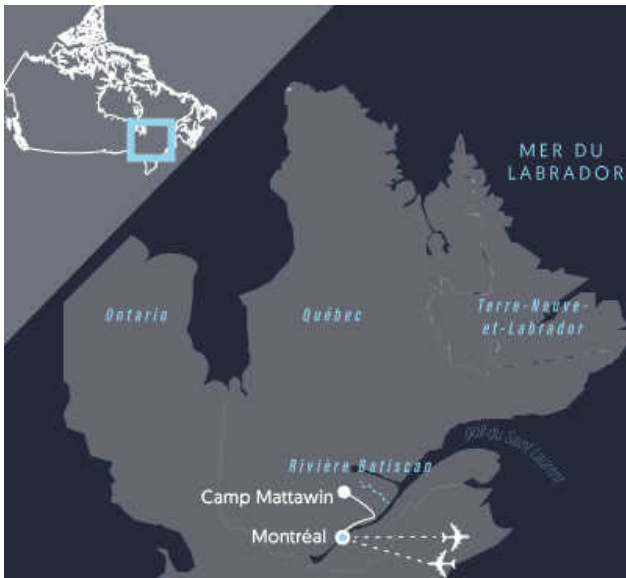 MER DU
LABRADOR
Ontario
Québec
Terre-Neuve-
et-Labrador
golf du Saint Laurent
Rivière Batiscan
Camp Mattawin
Montréal